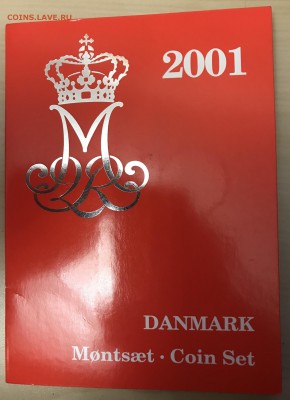 COINS.LAVE.RU
2001
DANMARK
Møntsæt · Coin Set